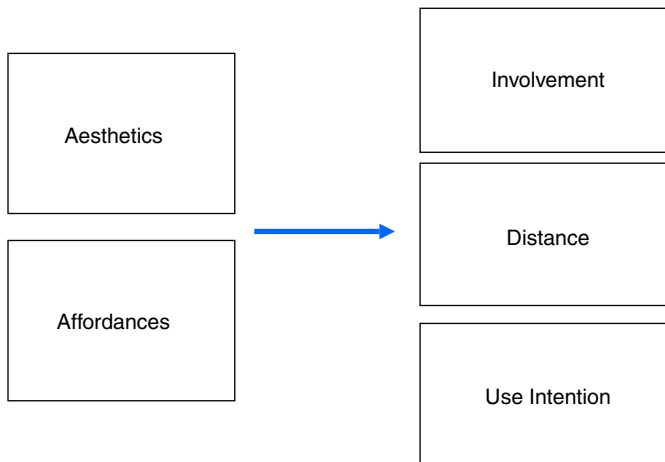 Aesthetics
Affordances
Involvement
Distance
Use Intention